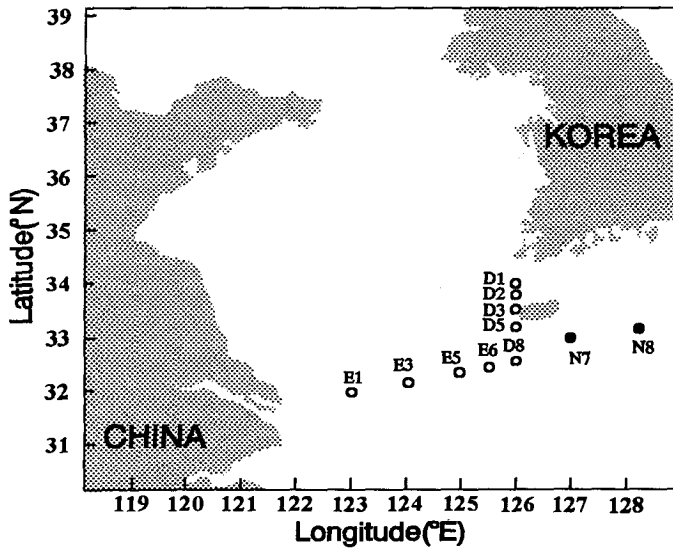 39
38
37
36
35
34
33
32
31
Latitude(°N)
KOREA
CHINA
D1
D2
D3
D5
D8
E6
E5
E3
E1
N7
N8
119 120 121 122 123 124 125 126 127 128
Longitude(°E)